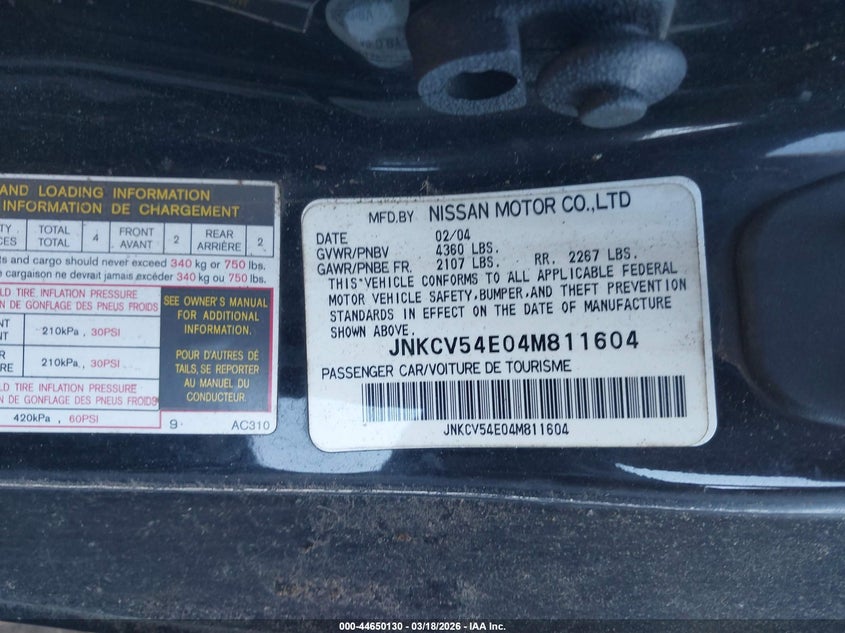 AND LOADING INFORMATION
INFORMATION DE CHARGEMENT
TOTAL
TOTAL
4
FRONT
AVANT
2
REAR
ARRIÈRE
2
and cargo should never exceed 340 kg or 750 lbs.
cargaison ne devrait jamais excéder 340 kg ou 750 lbs.
TIRE INFLATION PRESSURE
DE GONFLAGE DES PNEUS FROIDS
210kPa, 30PSI
210kPa, 30PSI
TIRE INFLATION PRESSURE
DE GONFLAGE DES PNEUS FROIDS
420kPa, 60PSI
SEE OWNER'S MANUAL
FOR ADDITIONAL
INFORMATION.
POUR D'AUTRES DÉ
TAILS, SE REPORTER
AU MANUEL DU
CONDUCTEUR.
9
AC310
MFD.BY NISSAN MOTOR CO.,LTD
DATE 02/04
GVWR/PNBV 4360 LBS.
GAWR/PNBE FR. 2107 LBS. RR. 2267 LBS.
THIS VEHICLE CONFORMS TO ALL APPLICABLE FEDERAL
MOTOR VEHICLE SAFETY, BUMPER, AND THEFT PREVENTION
STANDARDS IN EFFECT ON THE DATE OF MANUFACTURE
SHOWN ABOVE.
JNKCV54E04M811604
PASSENGER CAR/VOITURE DE TOURISME
JNKCV54E04M811604
000-44650130 - 03/18/2026 - IAA Inc.